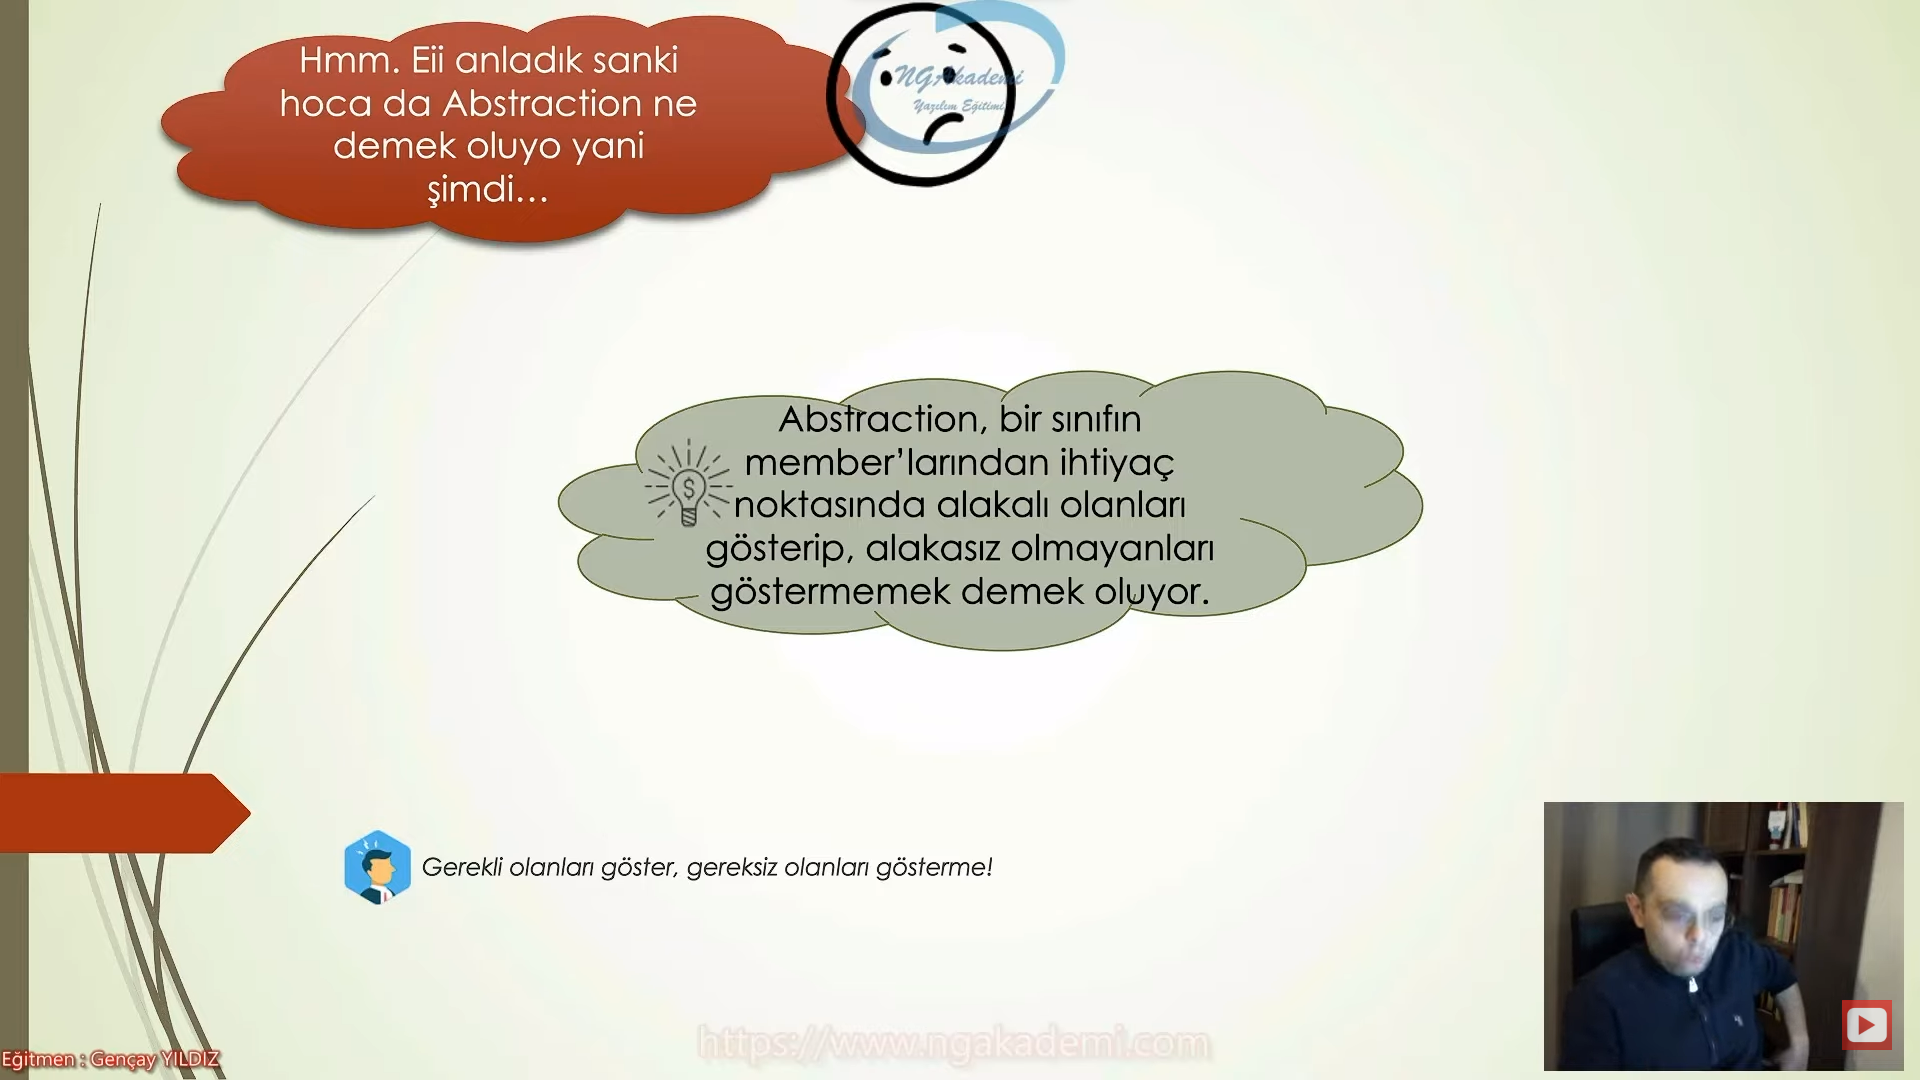 Hmm. Eii anladık sanki
hoca da Abstraction ne
demek oluyo yani
şimdi...
NGAkademi
Yazılım Eğitimi
Abstraction, bir sınıfın
member’larından ihtiyaç
noktasında alakalı olanları
gösterip, alakasız olmayanları
göstermemek demek oluyor.
$
Gerekli olanları göster, gereksiz olanları gösterme!
https://www.ngakademi.com
Eğitmen : Gençay YILDIZ